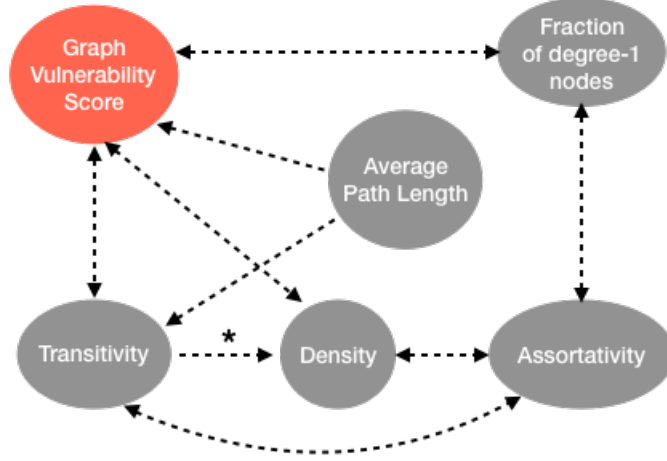 Graph
Vulnerability
Score
Fraction
of degree-1
nodes
Average
Path Length
Transitivity
*
Density
Assortativity